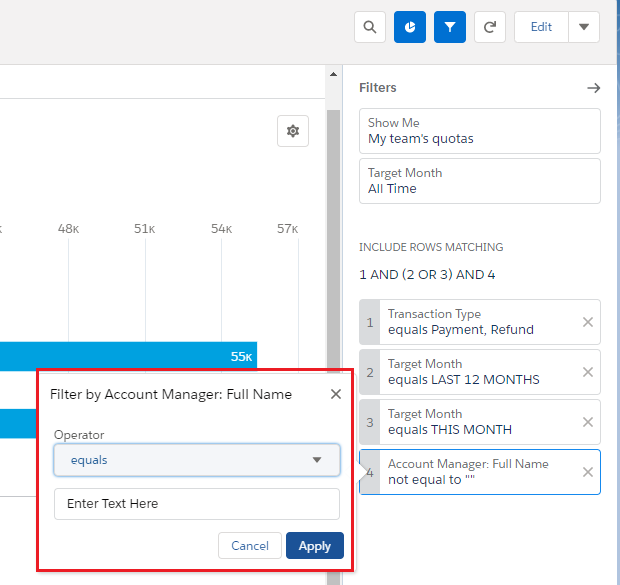 Edit
Filters
Show Me
My team's quotas
Target Month
All Time
48K
51K
54K
57K
INCLUDE ROWS MATCHING
1 AND (2 OR 3) AND 4
1
Transaction Type
equals Payment, Refund
55K
2
Target Month
equals LAST 12 MONTHS
Filter by Account Manager: Full Name
3
Target Month
equals THIS MONTH
Operator
equals
4
Account Manager: Full Name
not equal to ""
Enter Text Here
Cancel
Apply